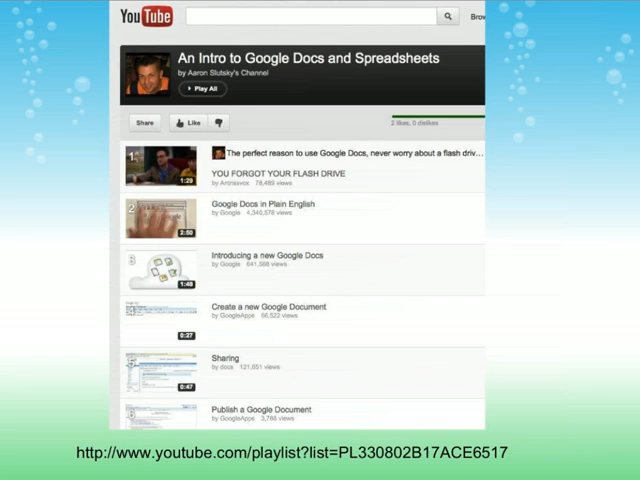 YouTube
Brow
An Intro to Google Docs and Spreadsheets
by Aaron Slutsky's Channel
Play All
Share
Like
2 likes, 0 dislikes
1
1:29
The perfect reason to use Google Docs, never worry about a flash driv...
YOU FORGOT YOUR FLASH DRIVE
by Antriasvox 78,489 views
2
2:50
Google Docs in Plain English
by Google 4,340,578 views
3
1:48
Introducing a new Google Docs
by Google 641,568 views
0:27
Create a new Google Document
by GoogleApps 56,522 views
0:47
Sharing
by docs 121,651 views
6
Publish a Google Document
by GoogleApps 3,788 views
http://www.youtube.com/playlist?list=PL330802B17ACE6517